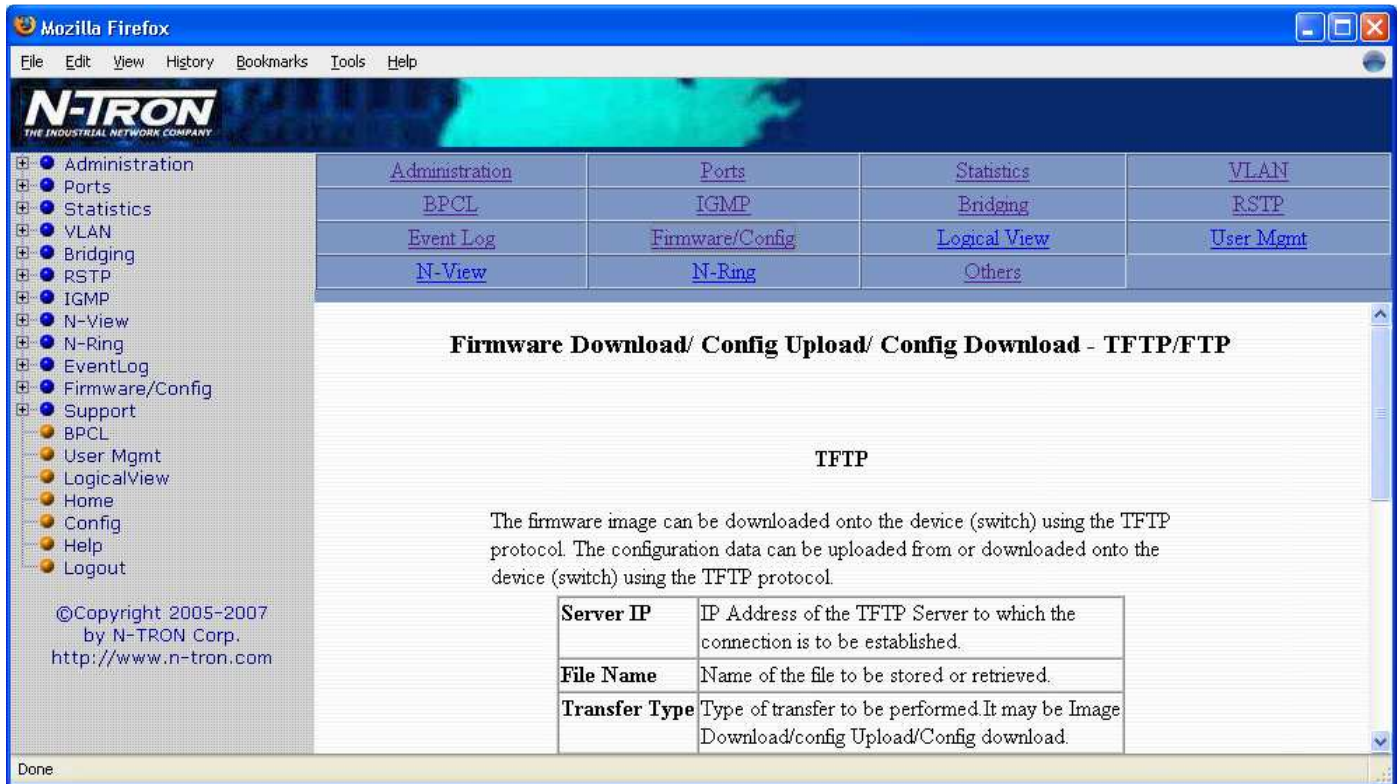 Mozilla Firefox
File Edit View History Bookmarks Tools Help
N-TRON
THE INDUSTRIAL NETWORK COMPANY
Administration
Ports
Statistics
VLAN
Bridging
RSTP
IGMP
N-View
N-Ring
EventLog
Firmware/Config
Support
BPCL
User Mgmt
LogicalView
Home
Config
Help
Logout
©Copyright 2005-2007
by N-TRON Corp.
http://www.n-tron.com
Administration Ports Statistics VLAN
BPCL IGMP Bridging RSTP
Event Log Firmware/Config Logical View User Mgmt
N-View N-Ring Others
Firmware Download/ Config Upload/ Config Download - TFTP/FTP
TFTP
The firmware image can be downloaded onto the device (switch) using the TFTP
protocol. The configuration data can be uploaded from or downloaded onto the
device (switch) using the TFTP protocol.
Server IP IP Address of the TFTP Server to which the
connection is to be established.
File Name Name of the file to be stored or retrieved.
Transfer Type Type of transfer to be performed.It may be Image
Download/config Upload/Config download.
Done